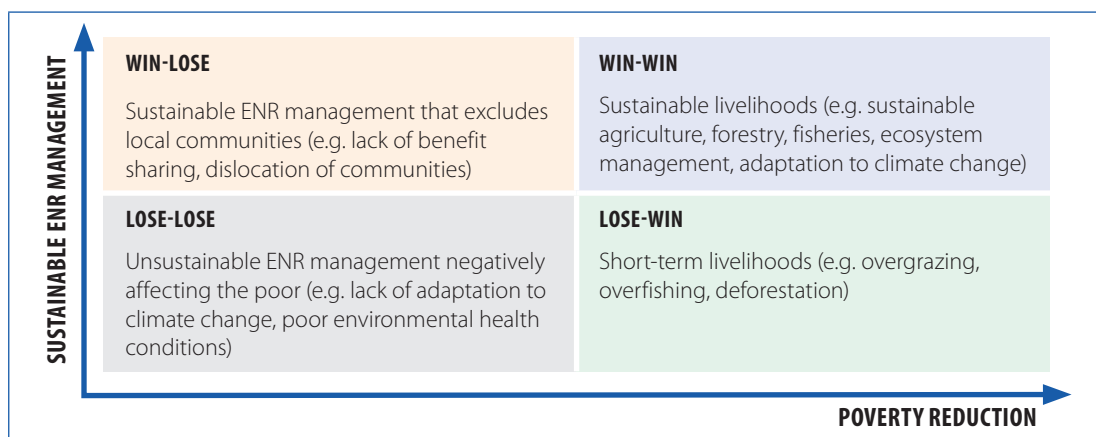 SUSTAINABLE ENR MANAGEMENT
WIN-LOSE
Sustainable ENR management that excludes
local communities (e.g. lack of benefit
sharing, dislocation of communities)
WIN-WIN
Sustainable livelihoods (e.g. sustainable
agriculture, forestry, fisheries, ecosystem
management, adaptation to climate change)
LOSE-LOSE
Unsustainable ENR management negatively
affecting the poor (e.g. lack of adaptation to
climate change, poor environmental health
conditions)
LOSE-WIN
Short-term livelihoods (e.g. overgrazing,
overfishing, deforestation)
POVERTY REDUCTION